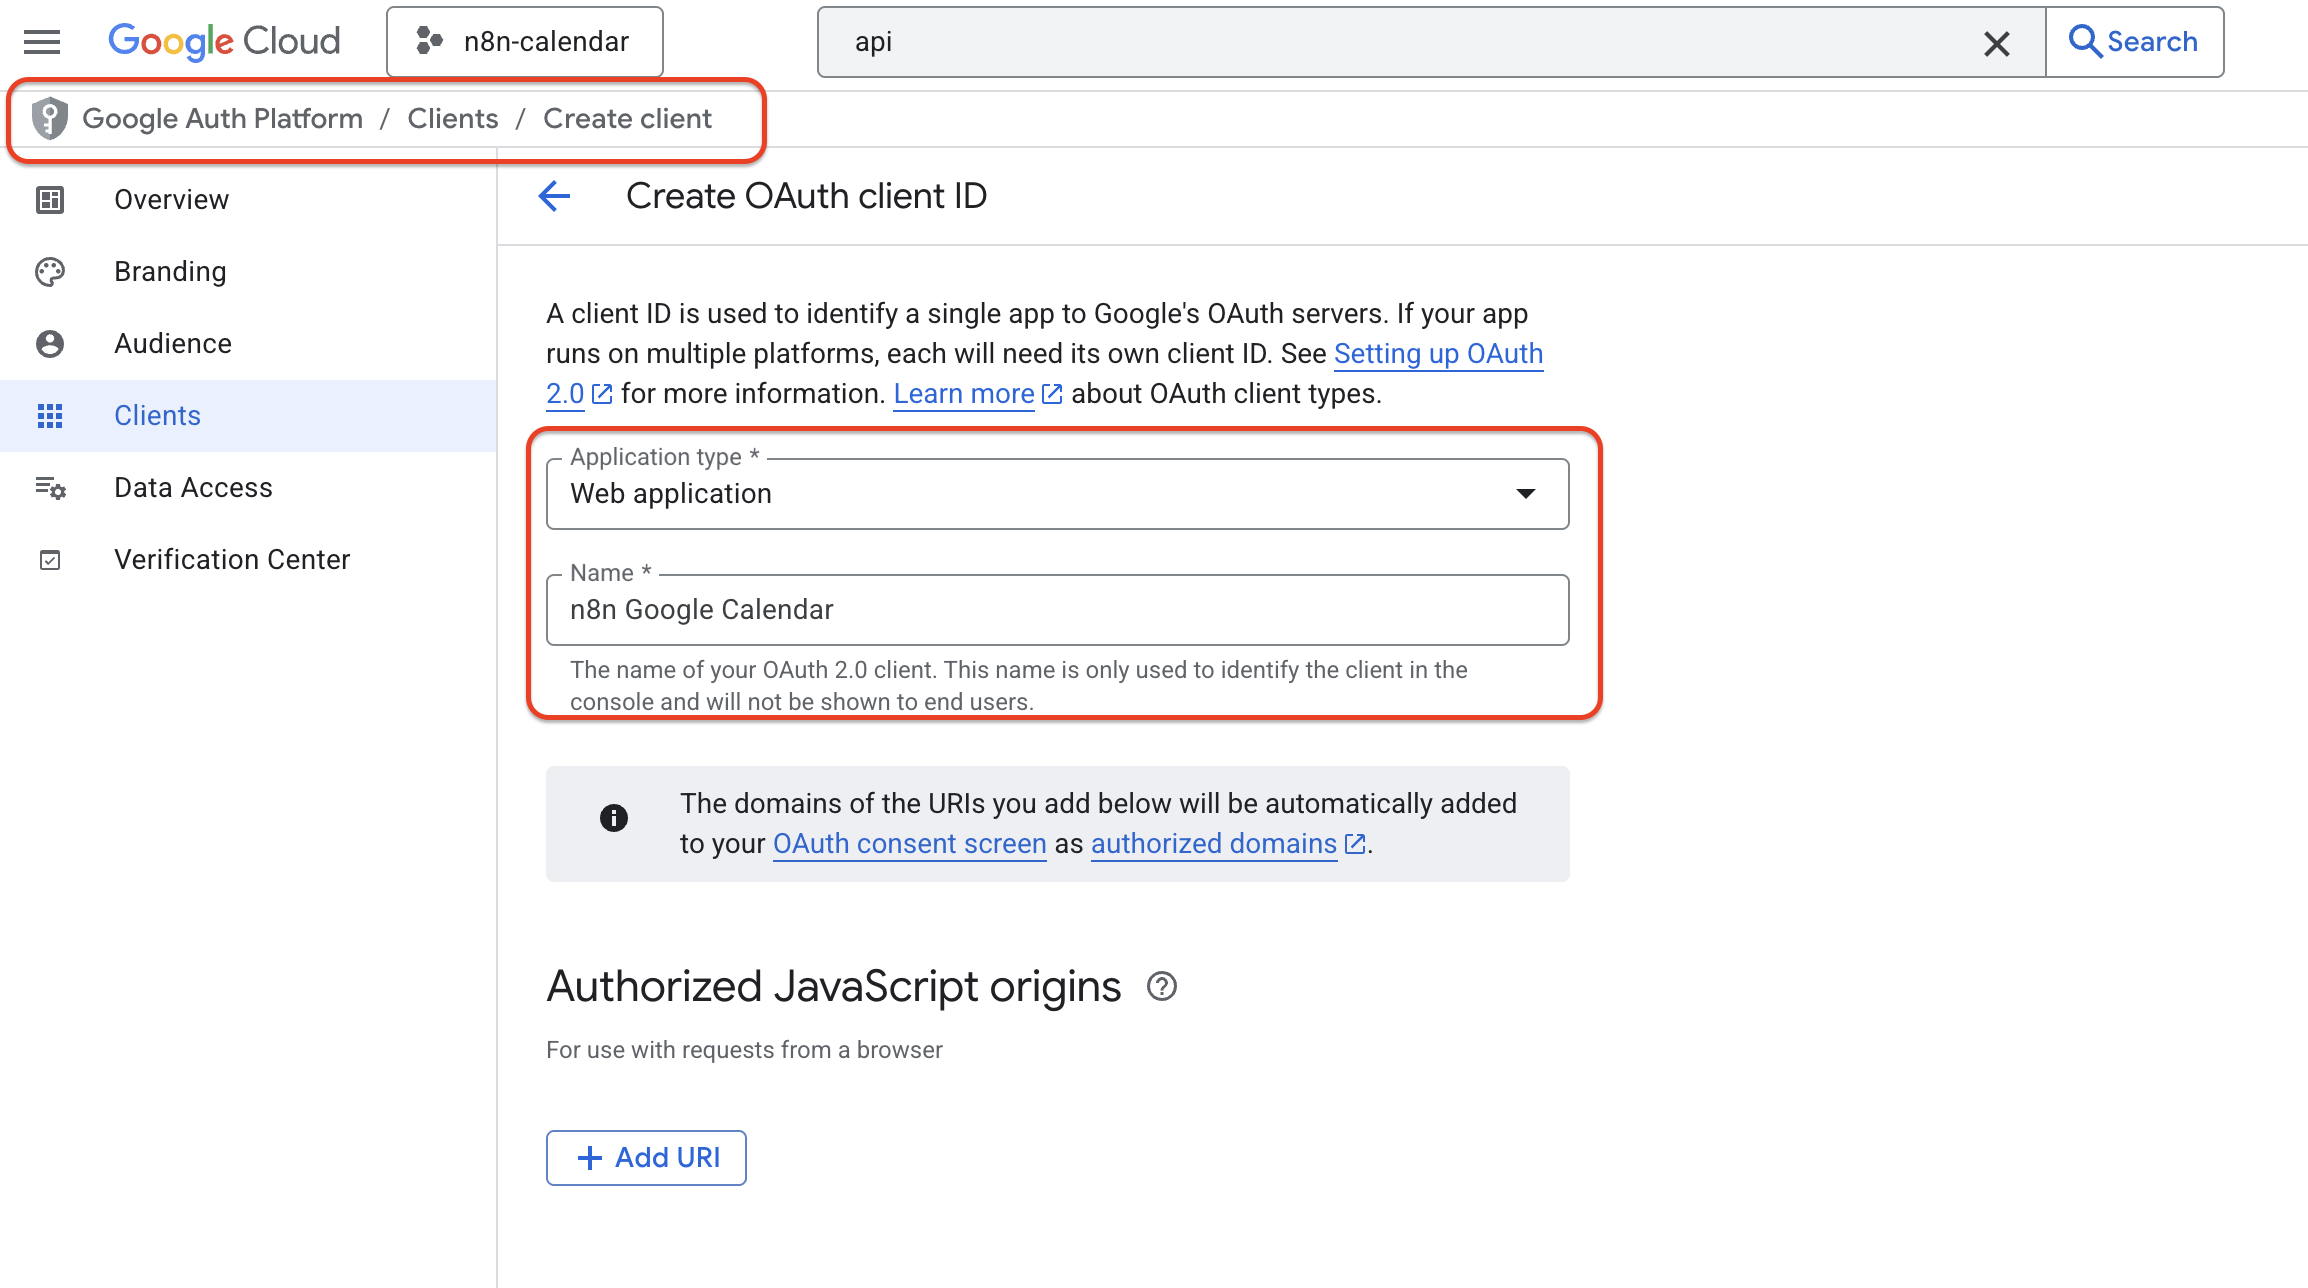 Google Cloud
n8n-calendar
api
Search
Google Auth Platform / Clients / Create client
Overview
Branding
Audience
Clients
Data Access
Verification Center
Create OAuth client ID
A client ID is used to identify a single app to Google's OAuth servers. If your app
runs on multiple platforms, each will need its own client ID. See Setting up OAuth
2.0 for more information. Learn more about OAuth client types.
Application type *
Web application
Name *
n8n Google Calendar
The name of your OAuth 2.0 client. This name is only used to identify the client in the
console and will not be shown to end users.
The domains of the URIs you add below will be automatically added
to your OAuth consent screen as authorized domains.
Authorized JavaScript origins
For use with requests from a browser
+ Add URI